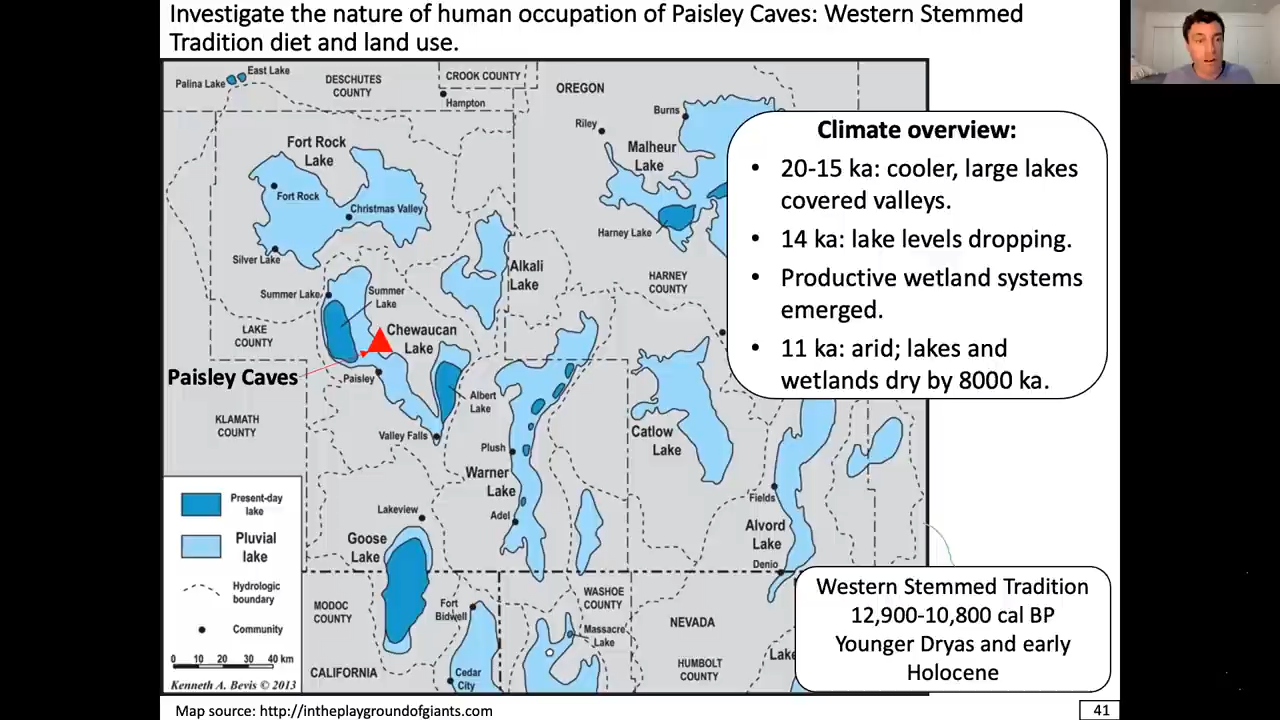 Investigate the nature of human occupation of Paisley Caves: Western Stemmed
Tradition diet and land use.
Palina Lake
East Lake
DESCHUTES
COUNTY
CROOK COUNTY
Hampton
OREGON
Burns
Riley
Malheur
Lake
Harney Lake
HARNEY
COUNTY
Fort Rock
Lake
Fort Rock
Christmas Valley
Silver Lake
Alkali
Lake
Summer Lake
Summer
Lake
LAKE
COUNTY
Chewaucan
Lake
Paisley Caves
Paisley
Albert
Lake
KLAMATH
COUNTY
Valley Falls
Plush
Warner
Lake
Adel
Catlow
Lake
Fields
Alvord
Lake
Denio
Lakeview
Goose
Lake
MODOC
COUNTY
Fort
Bidwell
WASHOE
COUNTY
Massacre
Lake
NEVADA
HUMBOLT
COUNTY
Lake
CALIFORNIA
Cedar
City
Present-day
lake
Pluvial
lake
Hydrologic
boundary
Community
0 10 20 30 40 km
Kenneth A. Bevis © 2013
Climate overview:
• 20-15 ka: cooler, large lakes
covered valleys.
• 14 ka: lake levels dropping.
• Productive wetland systems
emerged.
• 11 ka: arid; lakes and
wetlands dry by 8000 ka.
Western Stemmed Tradition
12,900-10,800 cal BP
Younger Dryas and early
Holocene
Map source: http://intheplaygroundofgiants.com
41